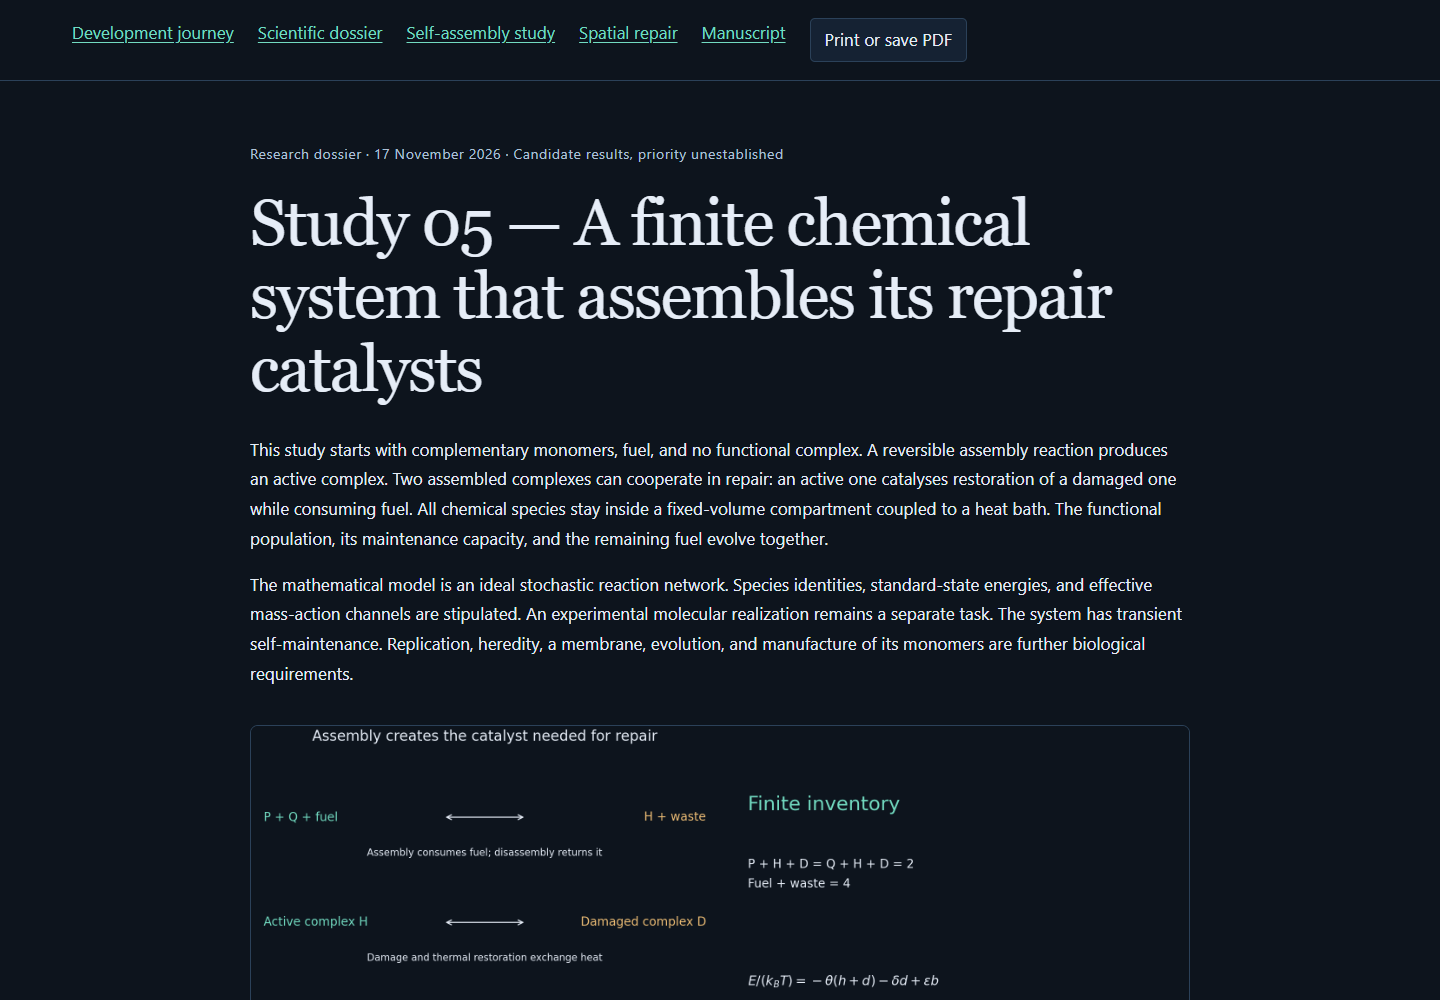 Development journey Scientific dossier Self-assembly study Spatial repair Manuscript Print or save PDF
Research dossier · 17 November 2026 · Candidate results, priority unestablished
Study 05 — A finite chemical
system that assembles its repair
catalysts
This study starts with complementary monomers, fuel, and no functional complex. A reversible assembly reaction produces
an active complex. Two assembled complexes can cooperate in repair: an active one catalyses restoration of a damaged one
while consuming fuel. All chemical species stay inside a fixed-volume compartment coupled to a heat bath. The functional
population, its maintenance capacity, and the remaining fuel evolve together.
The mathematical model is an ideal stochastic reaction network. Species identities, standard-state energies, and effective
mass-action channels are stipulated. An experimental molecular realization remains a separate task. The system has transient
self-maintenance. Replication, heredity, a membrane, evolution, and manufacture of its monomers are further biological
requirements.
Assembly creates the catalyst needed for repair
P + Q + fuel ⟷ H + waste
Assembly consumes fuel; disassembly returns it
Active complex H ⟷ Damaged complex D
Damage and thermal restoration exchange heat
Finite inventory
P + H + D = Q + H + D = 2
Fuel + waste = 4
E/(k_BT) = −θ(h + d) − δd + εb